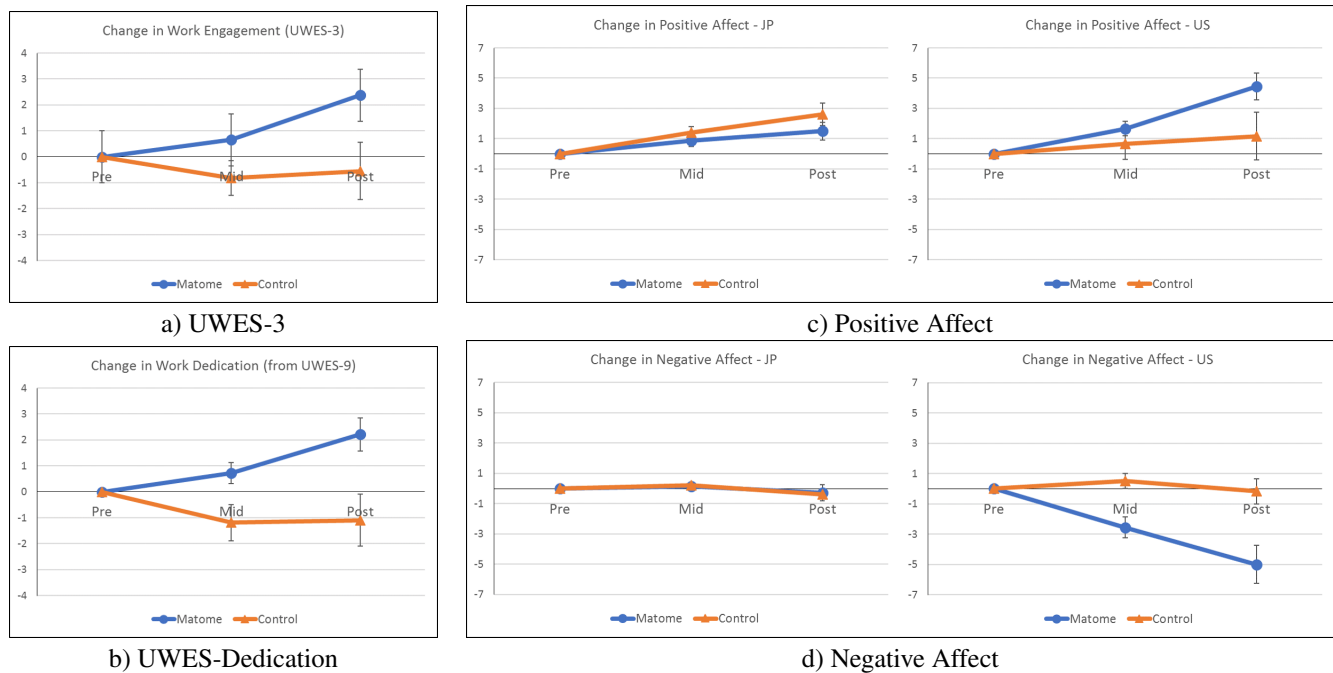 Change in Work Engagement (UWES-3)
4
3
2
1
0
-1
-2
-3
-4
Pre Mid Post
Matome Control
a) UWES-3
Change in Work Dedication (from UWES-9)
4
3
2
1
0
-1
-2
-3
-4
Pre Mid Post
Matome Control
b) UWES-Dedication
Change in Positive Affect - JP
7
5
3
1
-1
-3
-5
-7
Pre Mid Post
Matome Control
Change in Positive Affect - US
7
5
3
1
-1
-3
-5
-7
Pre Mid Post
Matome Control
c) Positive Affect
Change in Negative Affect - JP
7
5
3
1
-1
-3
-5
-7
Pre Mid Post
Matome Control
Change in Negative Affect - US
7
5
3
1
-1
-3
-5
-7
Pre Mid Post
Matome Control
d) Negative Affect